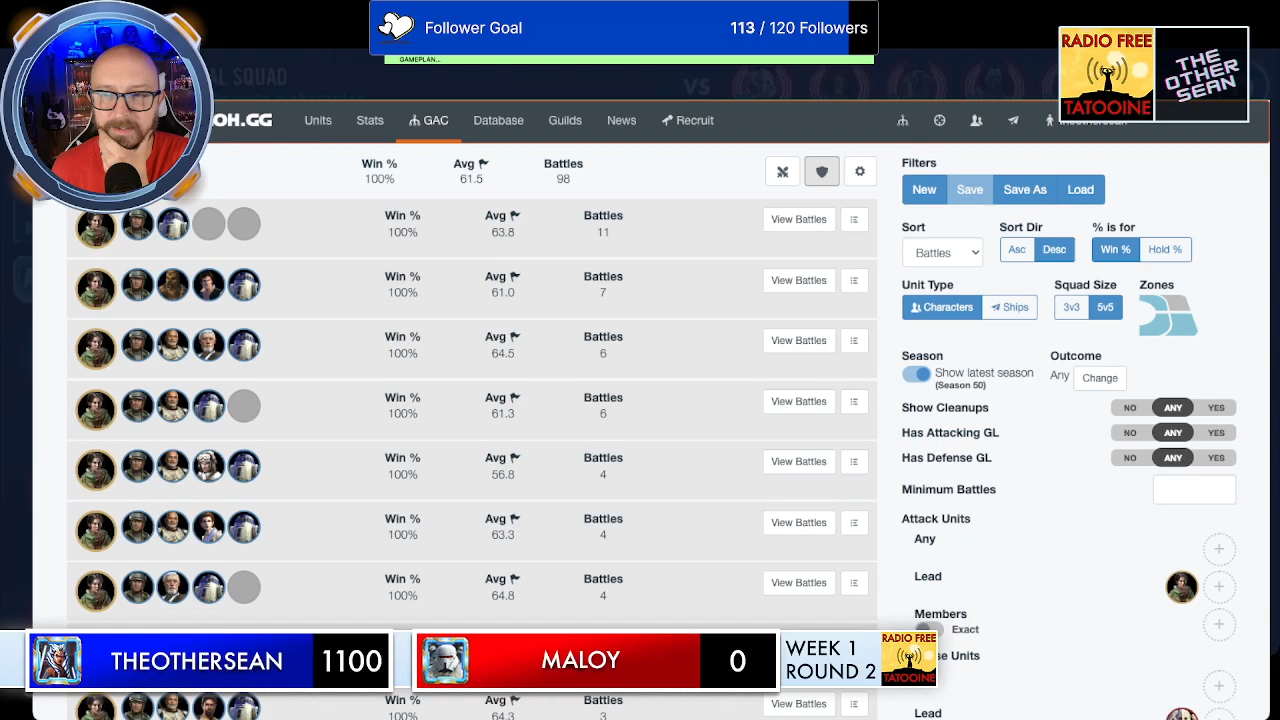 Follower Goal 113 / 120 Followers
GAMEPLAN...
RADIO FREE
TATOOINE
THE
OTHER
SEAN
VS
OH.GG Units Stats GAC Database Guilds News Recruit
Win % Avg Battles
100% 61.5 98
Win % Avg Battles View Battles
100% 63.8 11
Win % Avg Battles View Battles
100% 61.0 7
Win % Avg Battles View Battles
100% 64.5 6
Win % Avg Battles View Battles
100% 61.3 6
Win % Avg Battles View Battles
100% 56.8 4
Win % Avg Battles View Battles
100% 63.3 4
Win % Avg Battles View Battles
100% 64.8 4
View Battles
64.3 3
Filters
New Save Save As Load
Sort Sort Dir % is for
Battles Asc Desc Win % Hold %
Unit Type Squad Size Zones
Characters Ships 3v3 5v5
Season Outcome
Show latest season Any Change
(Season 50)
Show Cleanups NO ANY YES
Has Attacking GL NO ANY YES
Has Defense GL NO ANY YES
Minimum Battles
Attack Units
Any
Lead
Members
Exact
se Units
Lead
THEOTHERSEAN 1100 MALOY 0
WEEK 1
ROUND 2
RADIO FREE
TATOOINE